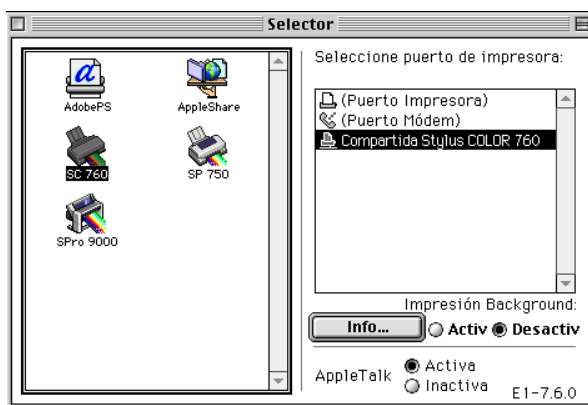 Selector
AdobePS
AppleShare
SC 760
SP 750
SPro 9000
Seleccione puerto de impresora:
(Puerto Impresora)
(Puerto Módem)
Compartida Stylus COLOR 760
Impresión Background:
Info...
Activ
Desactiv
AppleTalk
Activa
Inactiva
E1-7.6.0